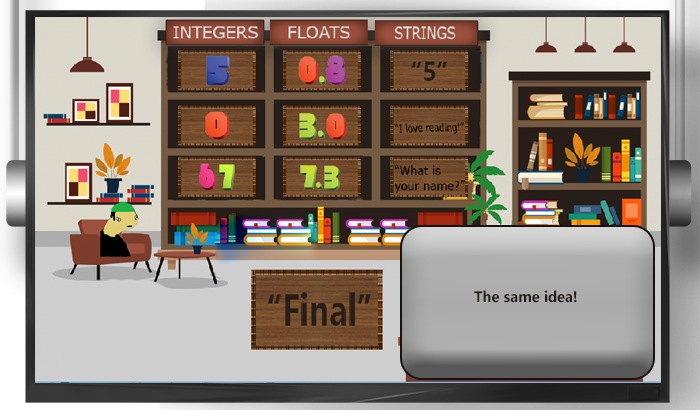 INTEGERS FLOATS STRINGS
5 0.8 “5”
0 3.0 "I love reading!"
67 7.3 "What is
your name?"
“Final”
The same idea!